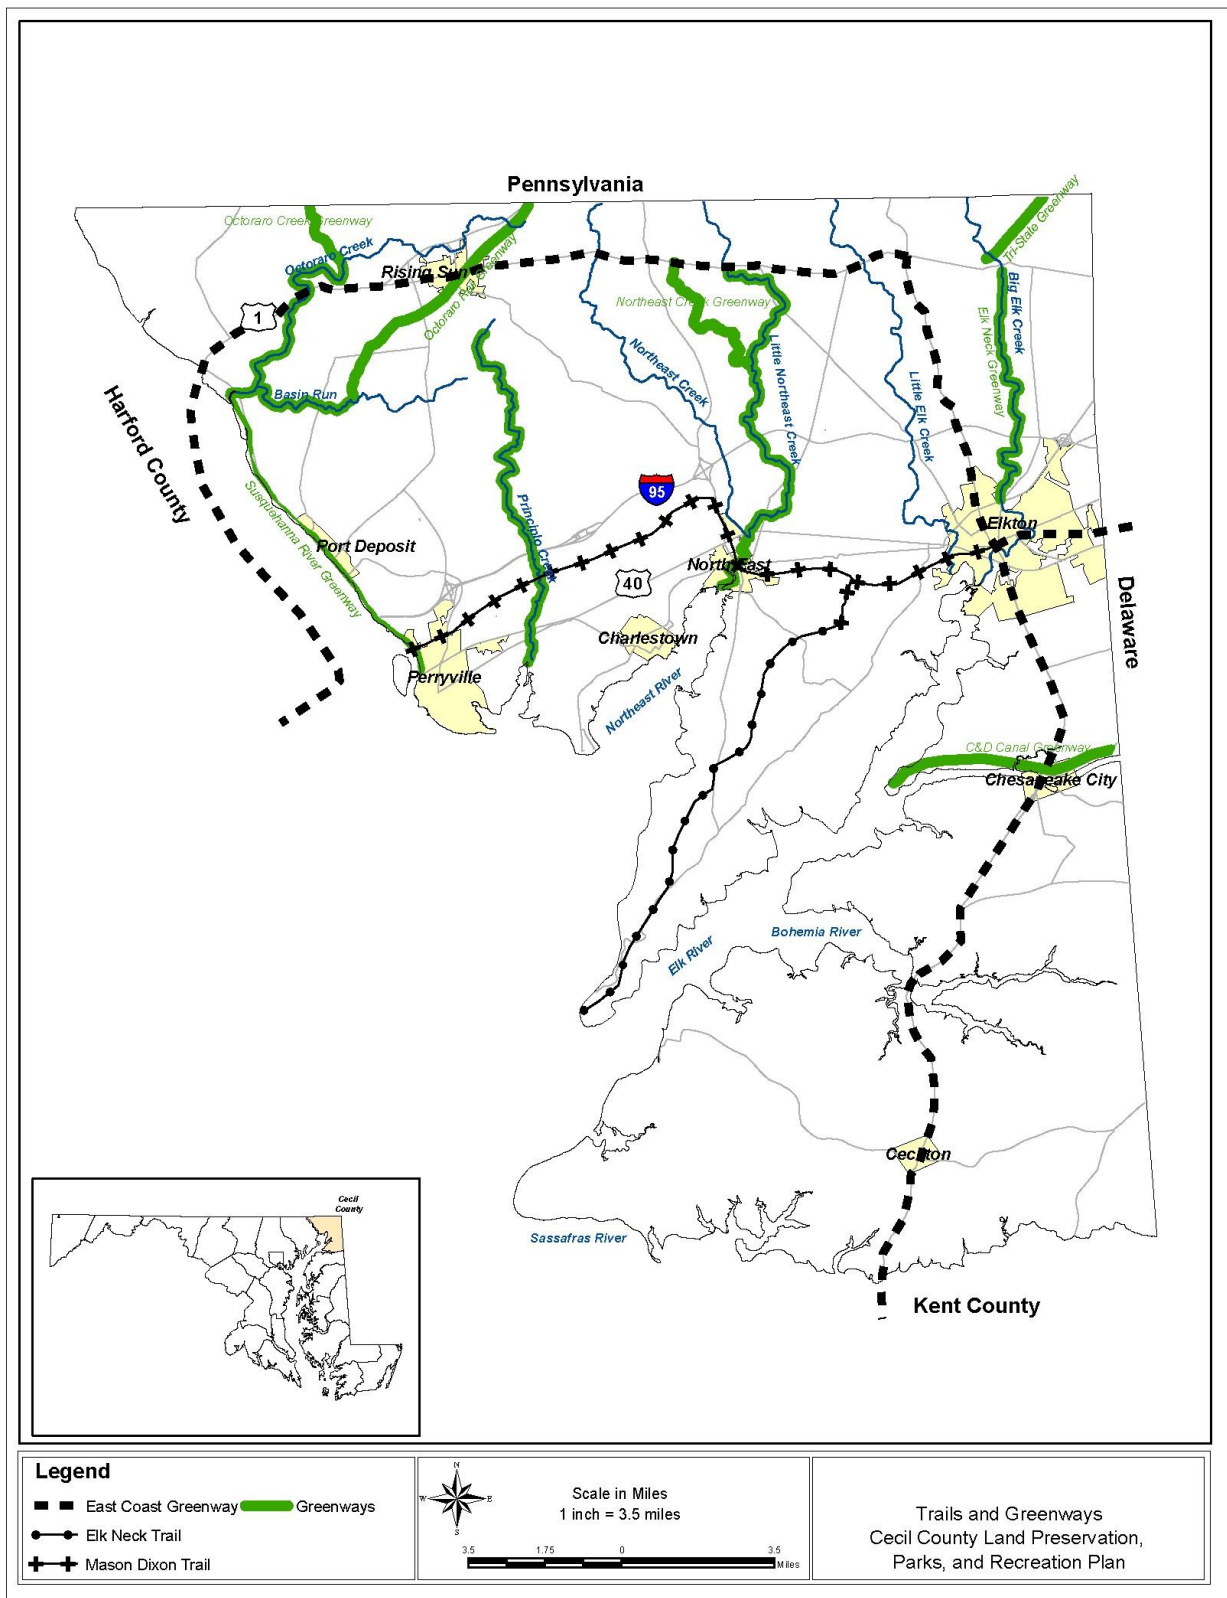 Pennsylvania
Octoraro Creek Greenway
Octoraro Creek
Rising Sun
Octoraro Rail Greenway
Tri-State Greenway
Big Elk Creek
Elk Neck Greenway
Northeast Creek Greenway
1
Northeast Creek
Little Northeast Creek
Little Elk Creek
Basin Run
Harford County
Susquehanna River Greenway
Port Deposit
Principio Creek
95
Elkton
North East
40
Delaware
Charlestown
Perryville
Northeast River
C&D Canal Greenway
Chesapeake City
Bohemia River
Elk River
Cecilton
Sassafras River
Kent County
Cecil
County
Legend
East Coast Greenway
Greenways
Elk Neck Trail
Mason Dixon Trail
N
W
E
S
Scale in Miles
1 inch = 3.5 miles
3.5 1.75 0 3.5
Miles
Trails and Greenways
Cecil County Land Preservation,
Parks, and Recreation Plan